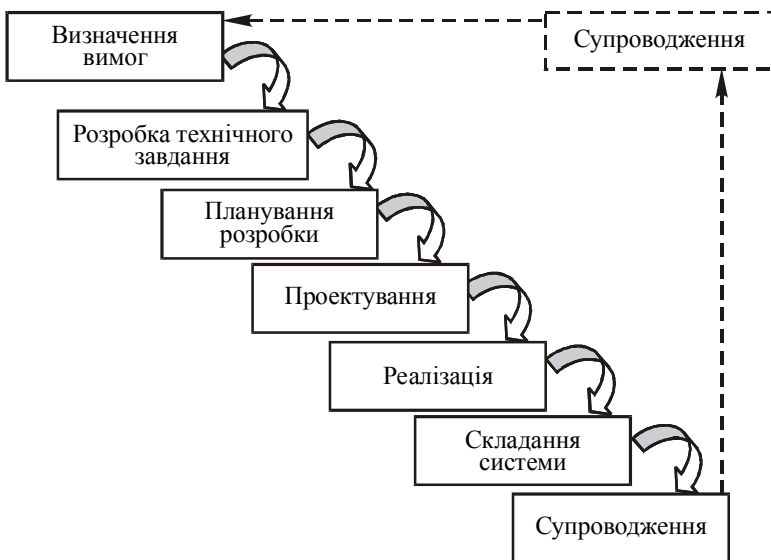 Визначення
вимог
Супроводження
Розробка технічного
завдання
Планування
розробки
Проектування
Реалізація
Складання
системи
Супроводження